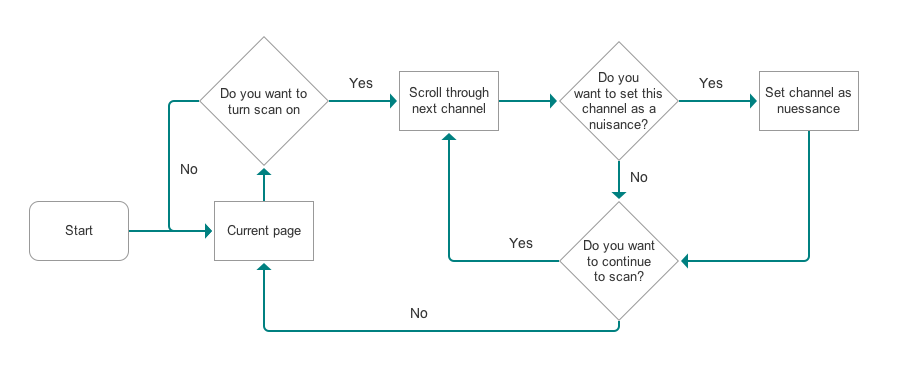 Do you want to
turn scan on
Yes
Scroll through
next channel
Do you
want to set this
channel as a
nuisance?
Yes
Set channel as
nuessance
No
No
Start
Current page
Yes
Do you want
to continue
to scan?
No